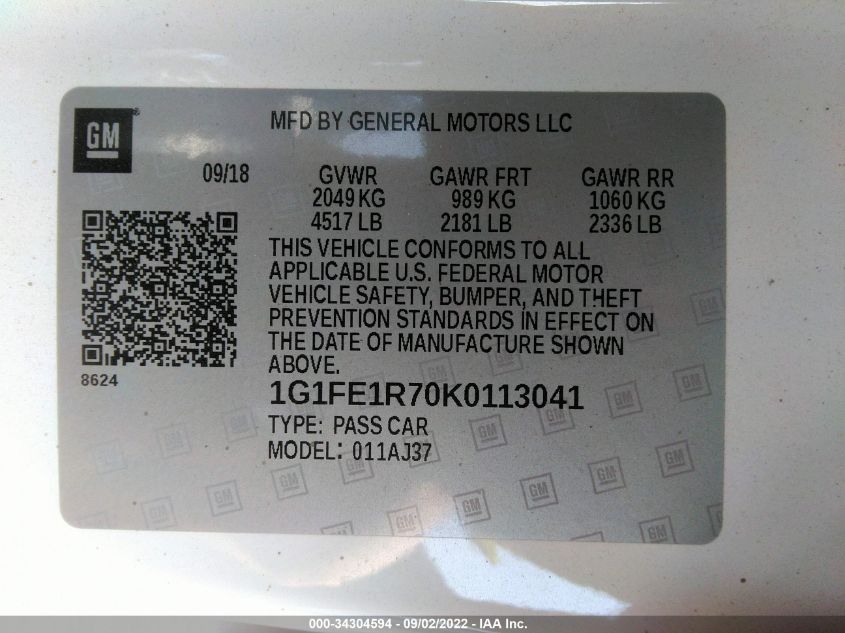 GM
®
MFD BY GENERAL MOTORS LLC
09/18 GVWR GAWR FRT GAWR RR
2049 KG 989 KG 1060 KG
4517 LB 2181 LB 2336 LB
THIS VEHICLE CONFORMS TO ALL
APPLICABLE U.S. FEDERAL MOTOR
VEHICLE SAFETY, BUMPER, AND THEFT
PREVENTION STANDARDS IN EFFECT ON
THE DATE OF MANUFACTURE SHOWN
ABOVE.
8624
1G1FE1R70K0113041
TYPE: PASS CAR
MODEL: 011AJ37
000-34304594 - 09/02/2022 - IAA Inc.